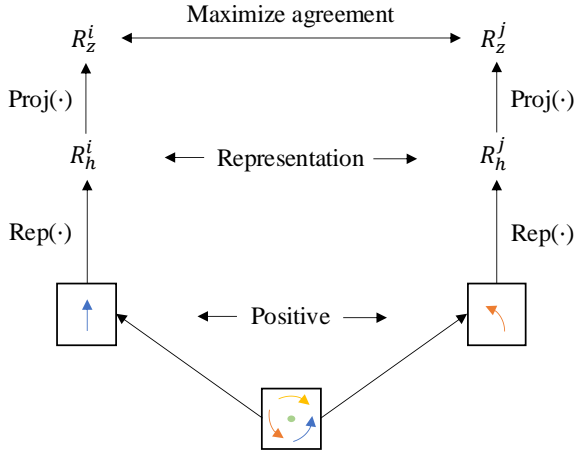 Maximize agreement
R_z^i R_z^j
Proj(·) Proj(·)
R_h^i Representation R_h^j
Rep(·) Rep(·)
Positive